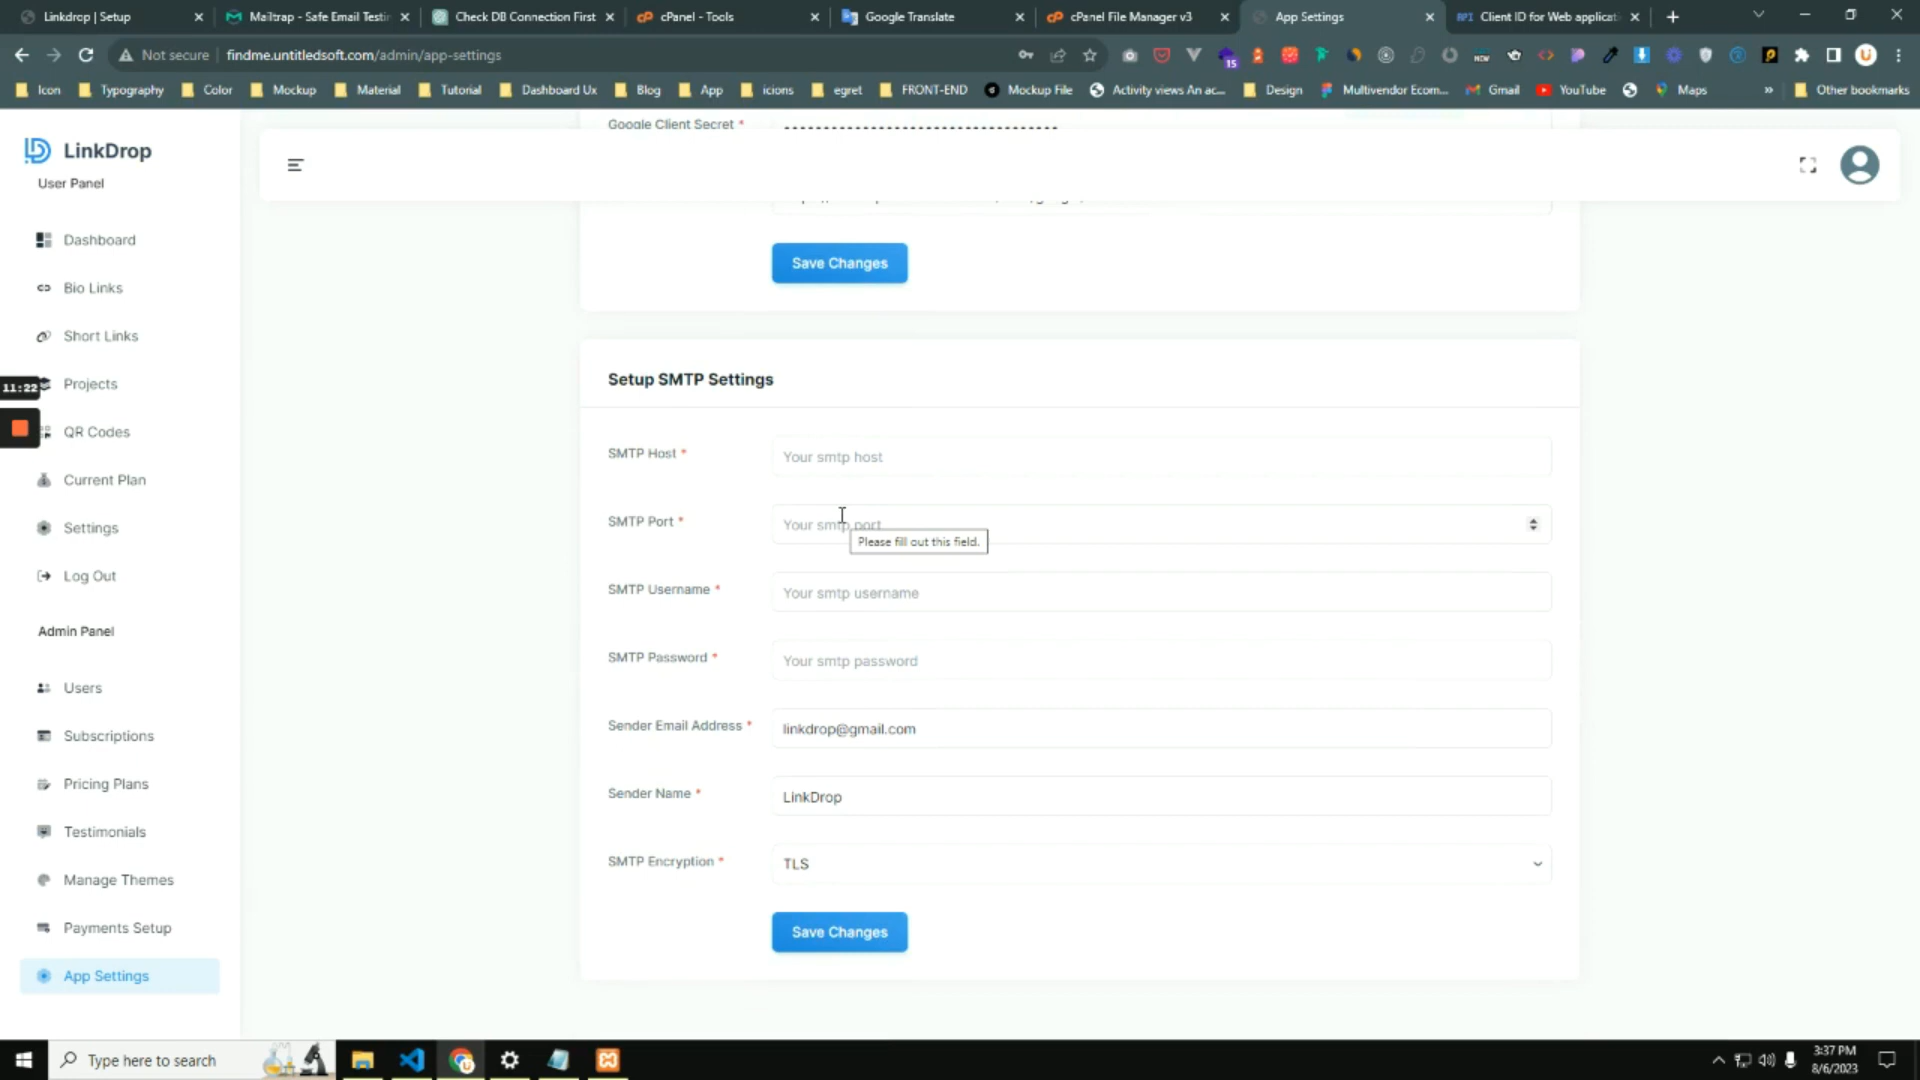 Linkdrop | Setup
Mailtrap - Safe Email Testin
Check DB Connection First
cPanel - Tools
Google Translate
cPanel File Manager v3
App Settings
Client ID for Web applicat
Not secure
findme.untitledsoft.com/admin/app-settings
15
NEW
Icon
Typography
Color
Mockup
Material
Tutorial
Dashboard Ux
Blog
App
icions
egret
FRONT-END
Mockup File
Activity views An ac...
Design
Multivendor Ecom...
Gmail
YouTube
Maps
»
Other bookmarks
LinkDrop
User Panel
Dashboard
Bio Links
Short Links
Projects
11:22
QR Codes
Current Plan
Settings
Log Out
Admin Panel
Users
Subscriptions
Pricing Plans
Testimonials
Manage Themes
Payments Setup
App Settings
Google Client Secret *
Save Changes
Setup SMTP Settings
SMTP Host *
Your smtp host
SMTP Port *
Your smtp port
Please fill out this field.
SMTP Username *
Your smtp username
SMTP Password *
Your smtp password
Sender Email Address *
linkdrop@gmail.com
Sender Name *
LinkDrop
SMTP Encryption *
TLS
Save Changes
Type here to search
3:37 PM
8/6/2023